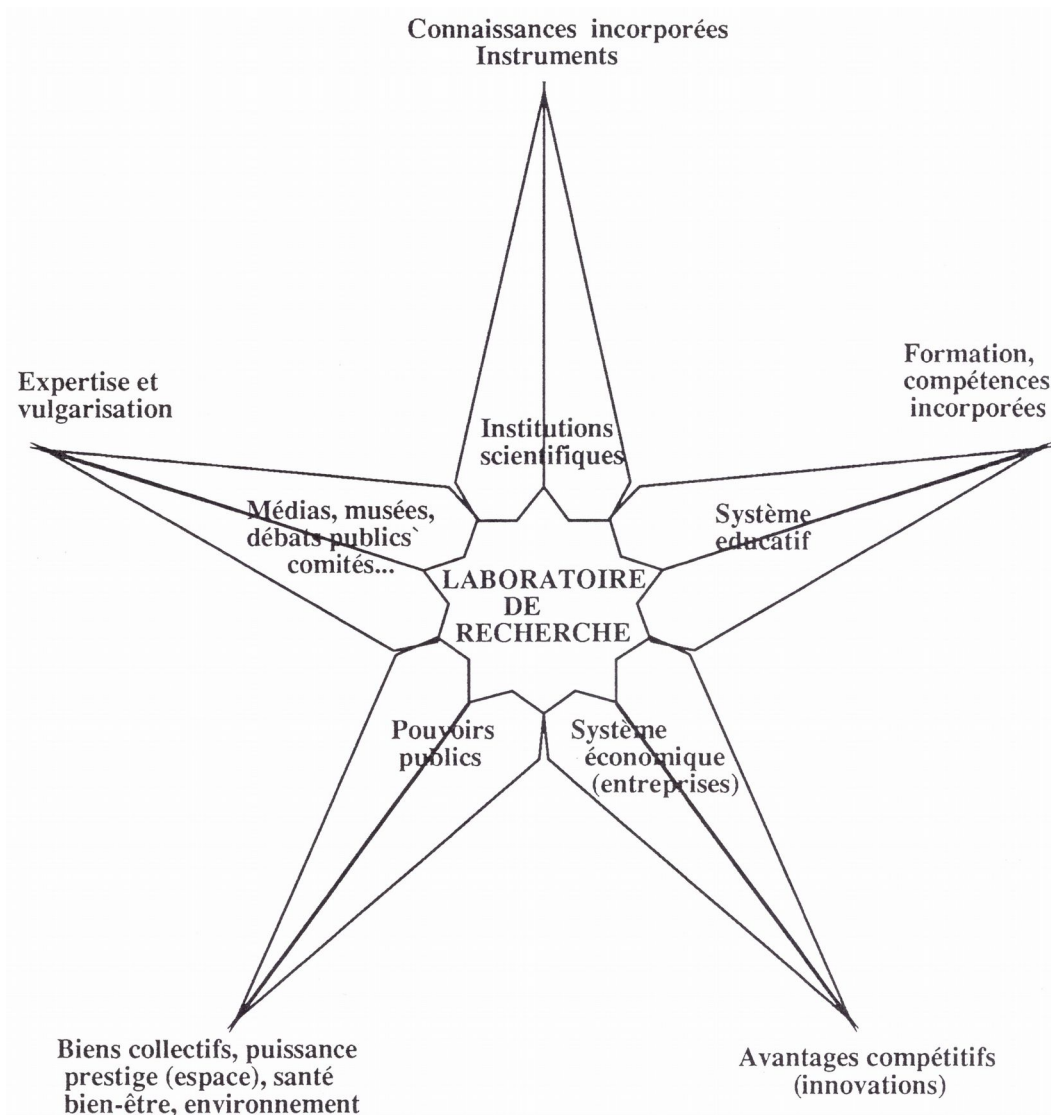 Connaissances incorporées
Instruments
Formation,
compétences
incorporées
Expertise et
vulgarisation
Institutions
scientifiques
Médias, musées,
débats publics`
comités...
Système
educatif
LABORATOIRE
DE
RECHERCHE
Pouvoirs
publics
Système
économique
(entreprises)
Biens collectifs, puissance
prestige (espace), santé
bien-être, environnement
Avantages compétitifs
(innovations)